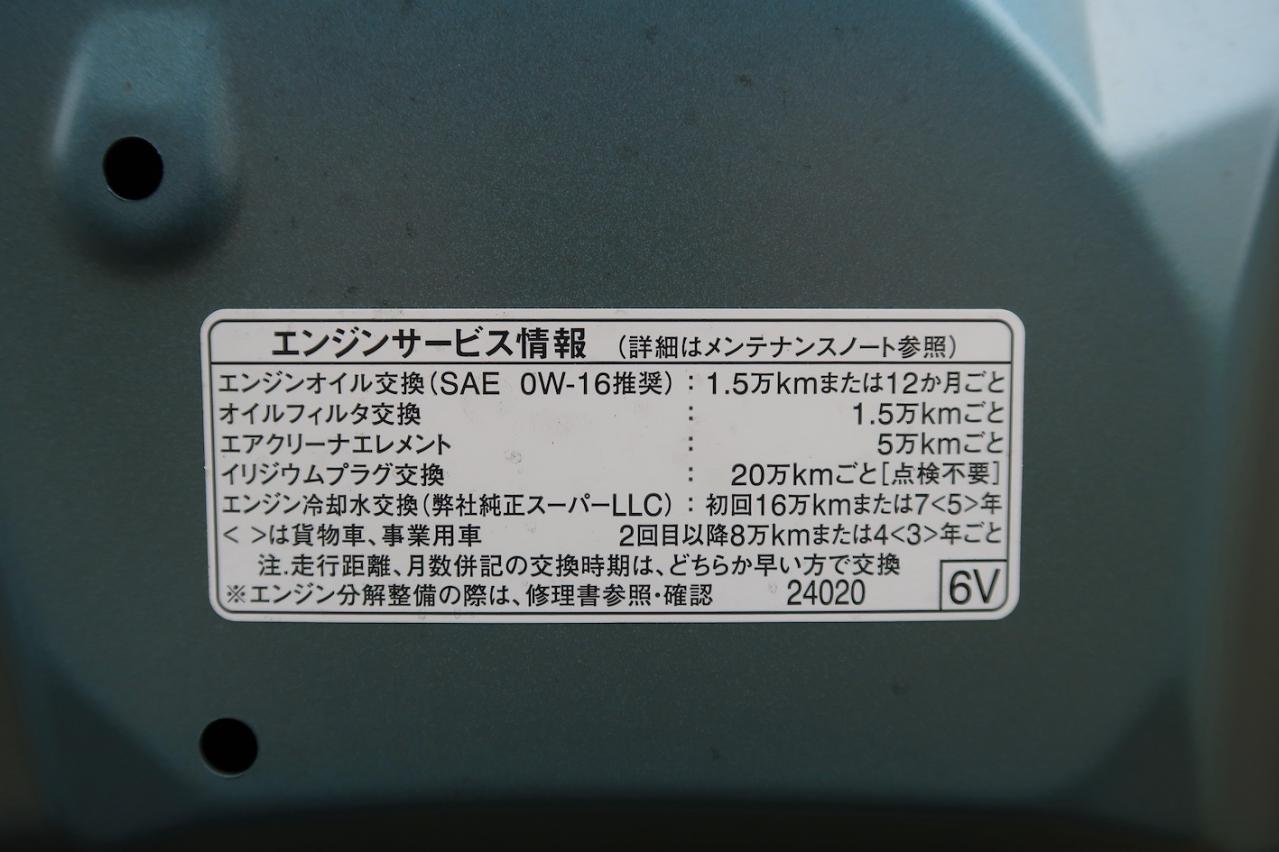 エンジンサービス情報 (詳細はメンテナンスノート参照)
エンジンオイル交換(SAE 0W-16推奨) : 1.5万kmまたは12か月ごと
オイルフィルタ交換 : 1.5万kmごと
エアクリーナエレメント : 5万kmごと
イリジウムプラグ交換 : 20万kmごと[点検不要]
エンジン冷却水交換(弊社純正スーパーLLC) : 初回16万kmまたは7<5>年
< >は貨物車、事業用車 2回目以降8万kmまたは4<3>年ごと
注.走行距離、月数併記の交換時期は、どちらか早い方で交換
※エンジン分解整備の際は、修理書参照・確認 24020 6V